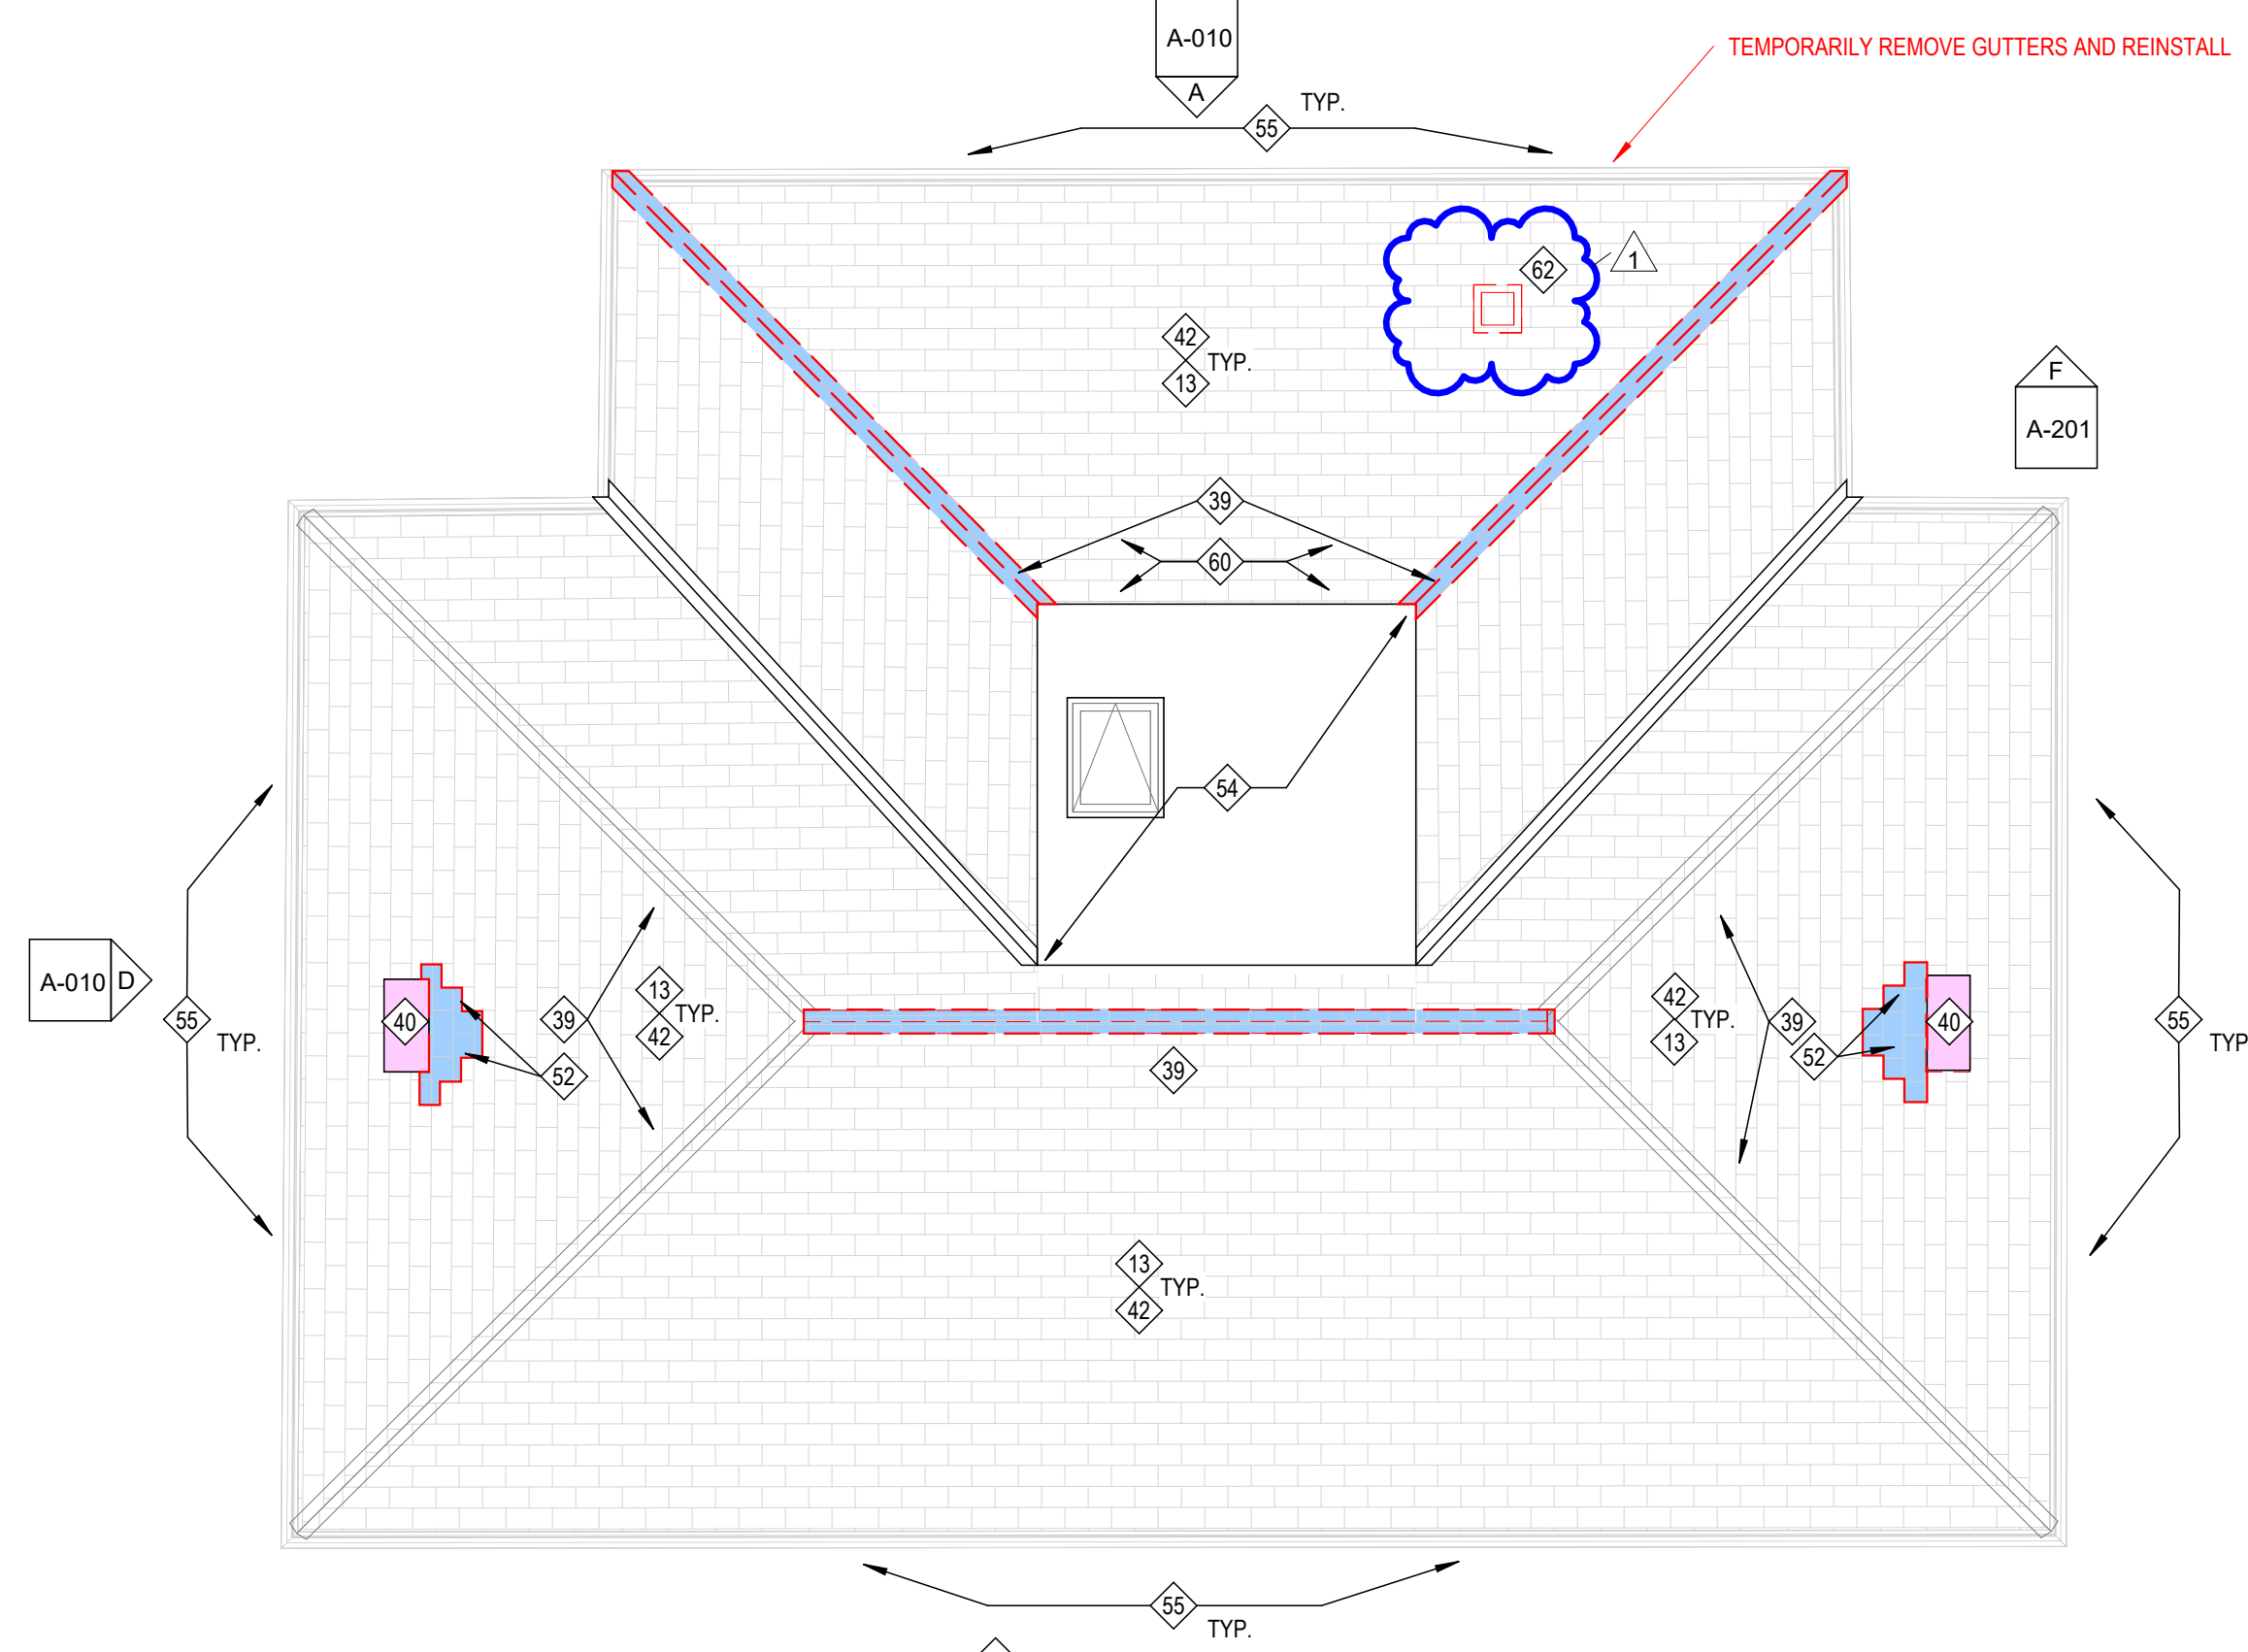 A-010
TEMPORARILY REMOVE GUTTERS AND REINSTALL
A
TYP.
55
1
62
42
TYP.
13
F
A-201
39
60
54
A-010 D
55
TYP.
40
39
52
13
TYP.
42
42
TYP.
13
39
52
40
55
TYP
39
13
TYP.
42
55
TYP.